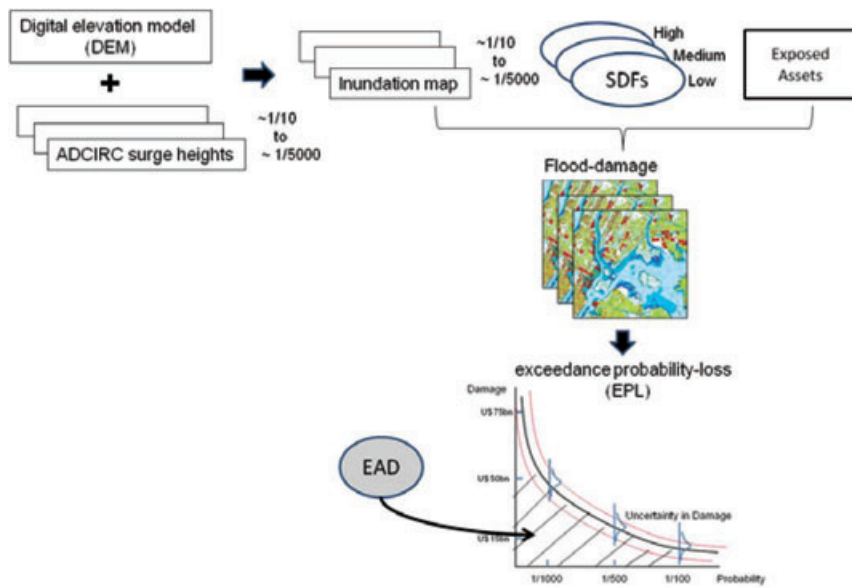 Digital elevation model
(DEM)
+
ADCIRC surge heights
~1/10
to
~ 1/5000
Inundation map
~1/10
to
~ 1/5000
High
Medium
Low
SDFs
Exposed
Assets
Flood-damage
exceedance probability-loss
(EPL)
Damage
U$75bn
U$50bn
U$15bn
EAD
Uncertainty in Damage
1/1000
1/500
1/100
Probability